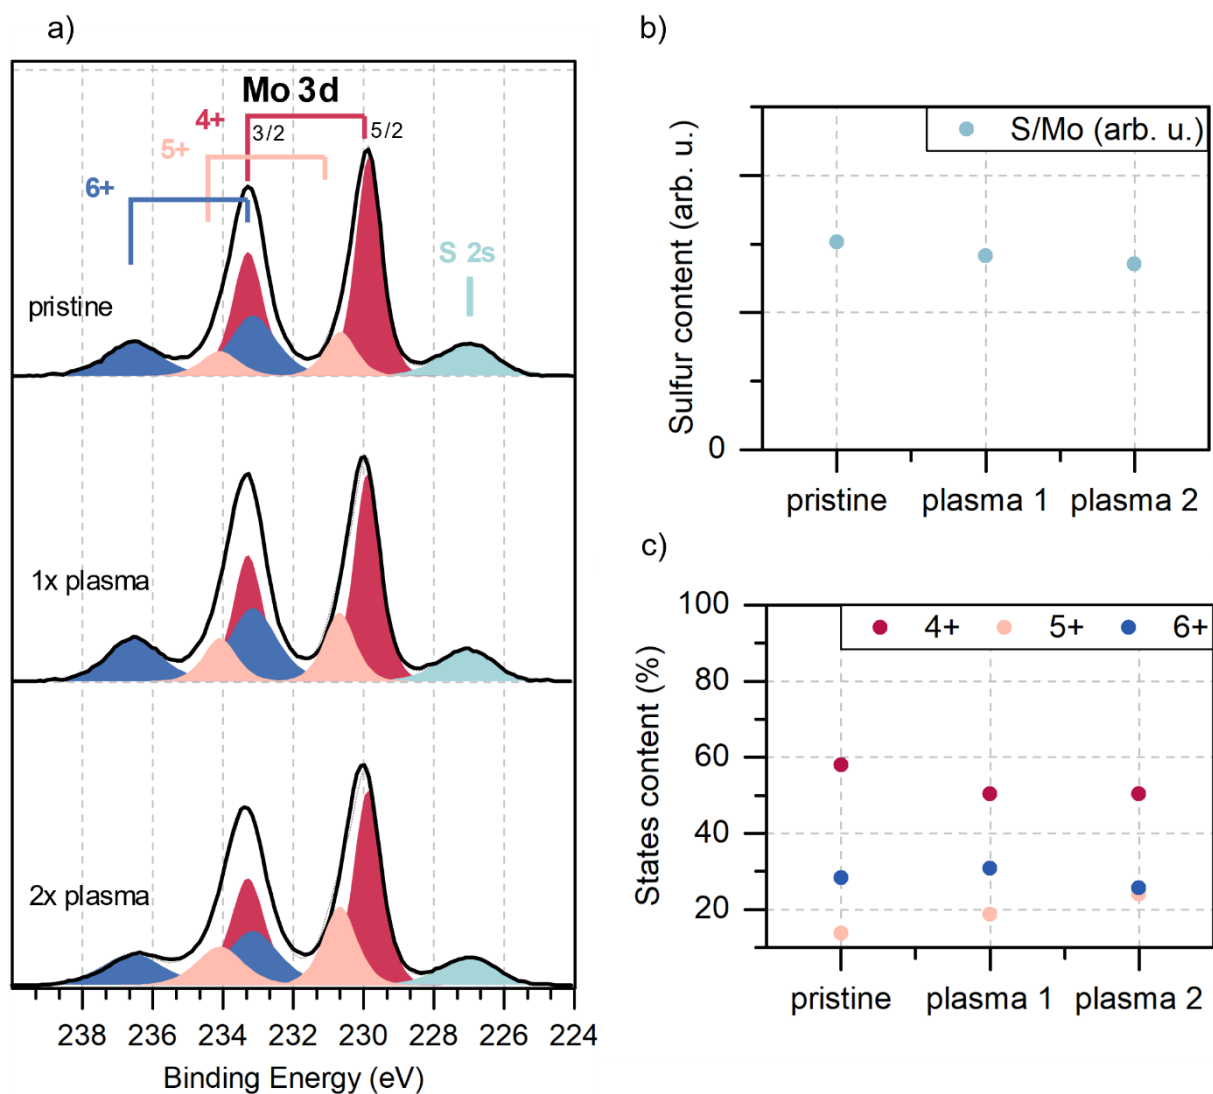 a)
Mo 3d
4+
3/2
5/2
5+
6+
S 2s
pristine
1x plasma
2x plasma
238 236 234 232 230 228 226 224
Binding Energy (eV)
b)
S/Mo (arb. u.)
Sulfur content (arb. u.)
0
pristine plasma 1 plasma 2
c)
4+ 5+ 6+
States content (%)
100
80
60
40
20
pristine plasma 1 plasma 2